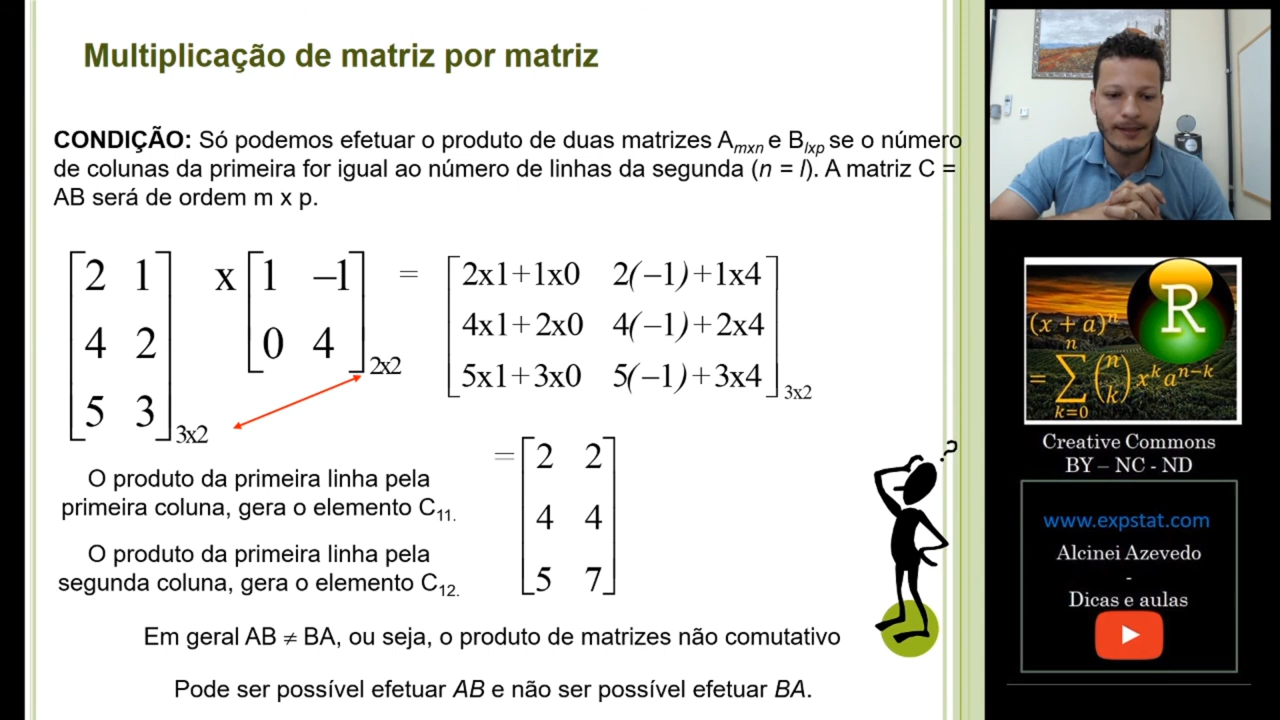 Multiplicação de matriz por matriz
CONDIÇÃO: Só podemos efetuar o produto de duas matrizes Amxn e Blxp se o número
de colunas da primeira for igual ao número de linhas da segunda (n = l). A matriz C =
AB será de ordem m x p.
2 1 x 1 –1 = 2x1+1x0 2(−1)+1x4
4 2 0 4 2x2 4x1+2x0 4(−1)+2x4
5 3 3x2 5x1+3x0 5(−1)+3x4 3x2
= 2 2
4 4
5 7
O produto da primeira linha pela
primeira coluna, gera o elemento C11.
O produto da primeira linha pela
segunda coluna, gera o elemento C12.
Em geral AB ≠ BA, ou seja, o produto de matrizes não comutativo
Pode ser possível efetuar AB e não ser possível efetuar BA.
?
R
(x + a)^n
= ∑ k=0 n (n k) x^k a^n−k
Creative Commons
BY – NC - ND
www.expstat.com
Alcinei Azevedo
-
Dicas e aulas